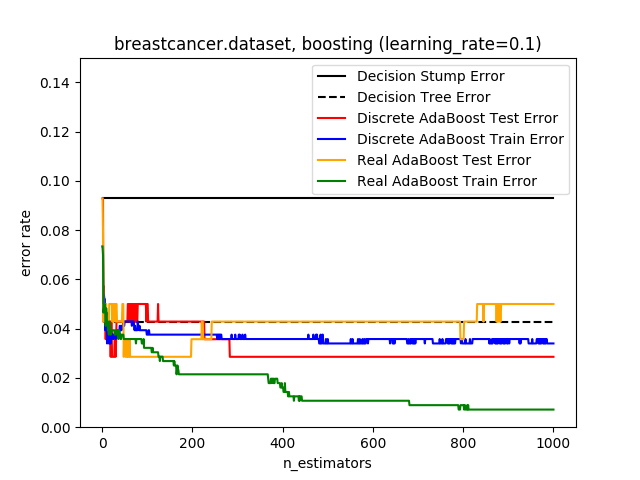 breastcancer.dataset, boosting (learning_rate=0.1)
Decision Stump Error
Decision Tree Error
Discrete AdaBoost Test Error
Discrete AdaBoost Train Error
Real AdaBoost Test Error
Real AdaBoost Train Error
error rate
0.14
0.12
0.10
0.08
0.06
0.04
0.02
0.00
0 200 400 600 800 1000
n_estimators